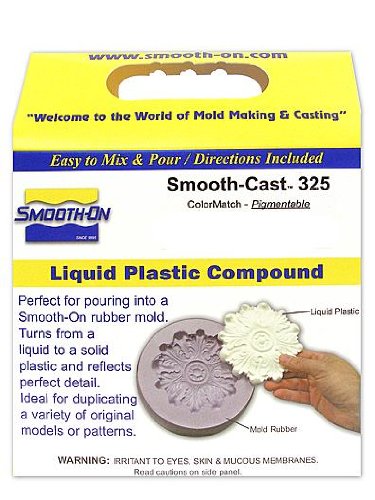 www.smooth-on.com
"Welcome to the World of Mold Making & Casting"
Easy to Mix & Pour / Directions Included
Smooth-Cast™ 325
ColorMatch - Pigmentable
SMOOTH-ON
SINCE 1895
Liquid Plastic Compound
Perfect for pouring into a
Smooth-On rubber mold.
Turns from a
liquid to a solid
plastic and reflects
perfect detail.
Ideal for duplicating
a variety of original
models or patterns.
Liquid Plastic
Mold Rubber
WARNING: IRRITANT TO EYES, SKIN & MUCOUS MEMBRANES.
Read cautions on side panel.